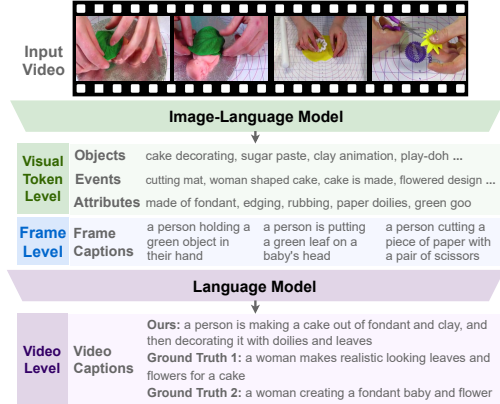 Input
Video
Image-Language Model
Visual
Token
Level
Objects cake decorating, sugar paste, clay animation, play-doh ...
Events cutting mat, woman shaped cake, cake is made, flowered design ...
Attributes made of fondant, edging, rubbing, paper doilies, green goo
Frame
Level
Frame
Captions
a person holding a
green object in
their hand
a person is putting
a green leaf on a
baby's head
a person cutting a
piece of paper with
a pair of scissors
Language Model
Video
Level
Video
Captions
Ours: a person is making a cake out of fondant and clay, and
then decorating it with doilies and leaves
Ground Truth 1: a woman makes realistic looking leaves and
flowers for a cake
Ground Truth 2: a woman creating a fondant baby and flower